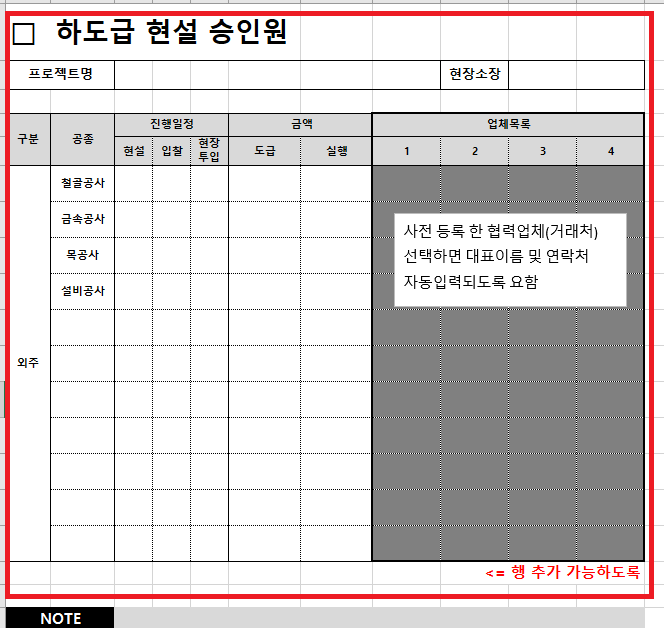 □ 하도급 현설 승인원
프로젝트명 현장소장
구분 공종 진행일정 금액 업체목록
현설 입찰 현장 투입 도급 실행 1 2 3 4
철골공사
금속공사
목공사
설비공사
외주
사전 등록 한 협력업체(거래처)
선택하면 대표이름 및 연락처
자동입력되도록 요함
<= 행 추가 가능하도록
NOTE